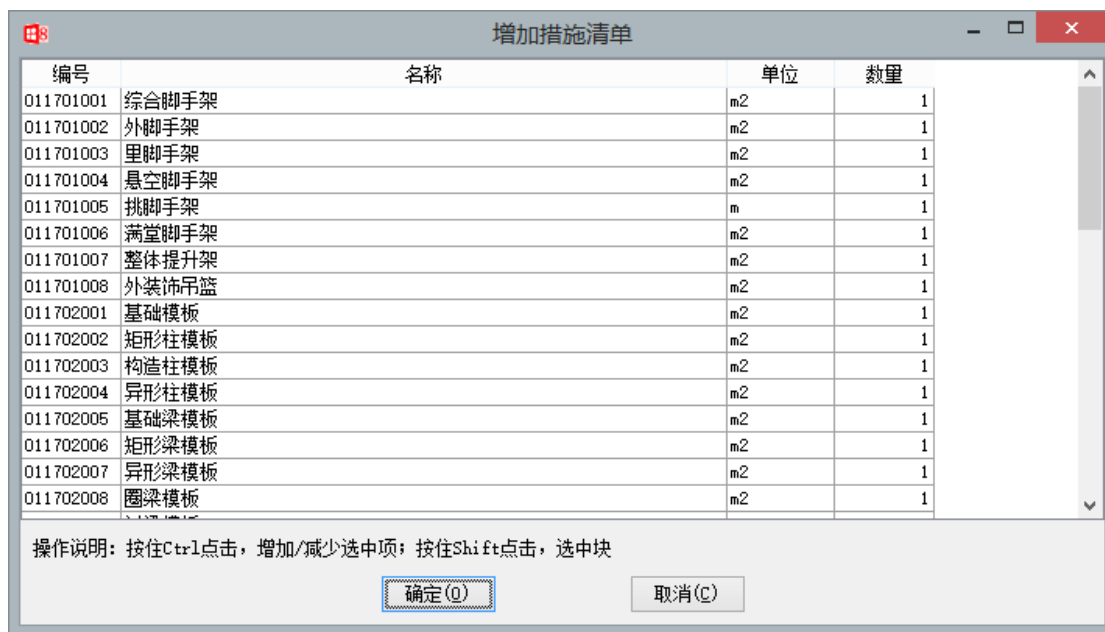 增加措施清单
编号 名称 单位 数量
011701001 综合脚手架 m2 1
011701002 外脚手架 m2 1
011701003 里脚手架 m2 1
011701004 悬空脚手架 m2 1
011701005 挑脚手架 m 1
011701006 满堂脚手架 m2 1
011701007 整体提升架 m2 1
011701008 外装饰吊篮 m2 1
011702001 基础模板 m2 1
011702002 矩形柱模板 m2 1
011702003 构造柱模板 m2 1
011702004 异形柱模板 m2 1
011702005 基础梁模板 m2 1
011702006 矩形梁模板 m2 1
011702007 异形梁模板 m2 1
011702008 圈梁模板 m2 1
操作说明：按住Ctrl点击，增加/减少选中项；按住Shift点击，选中块
确定(O) 取消(C)